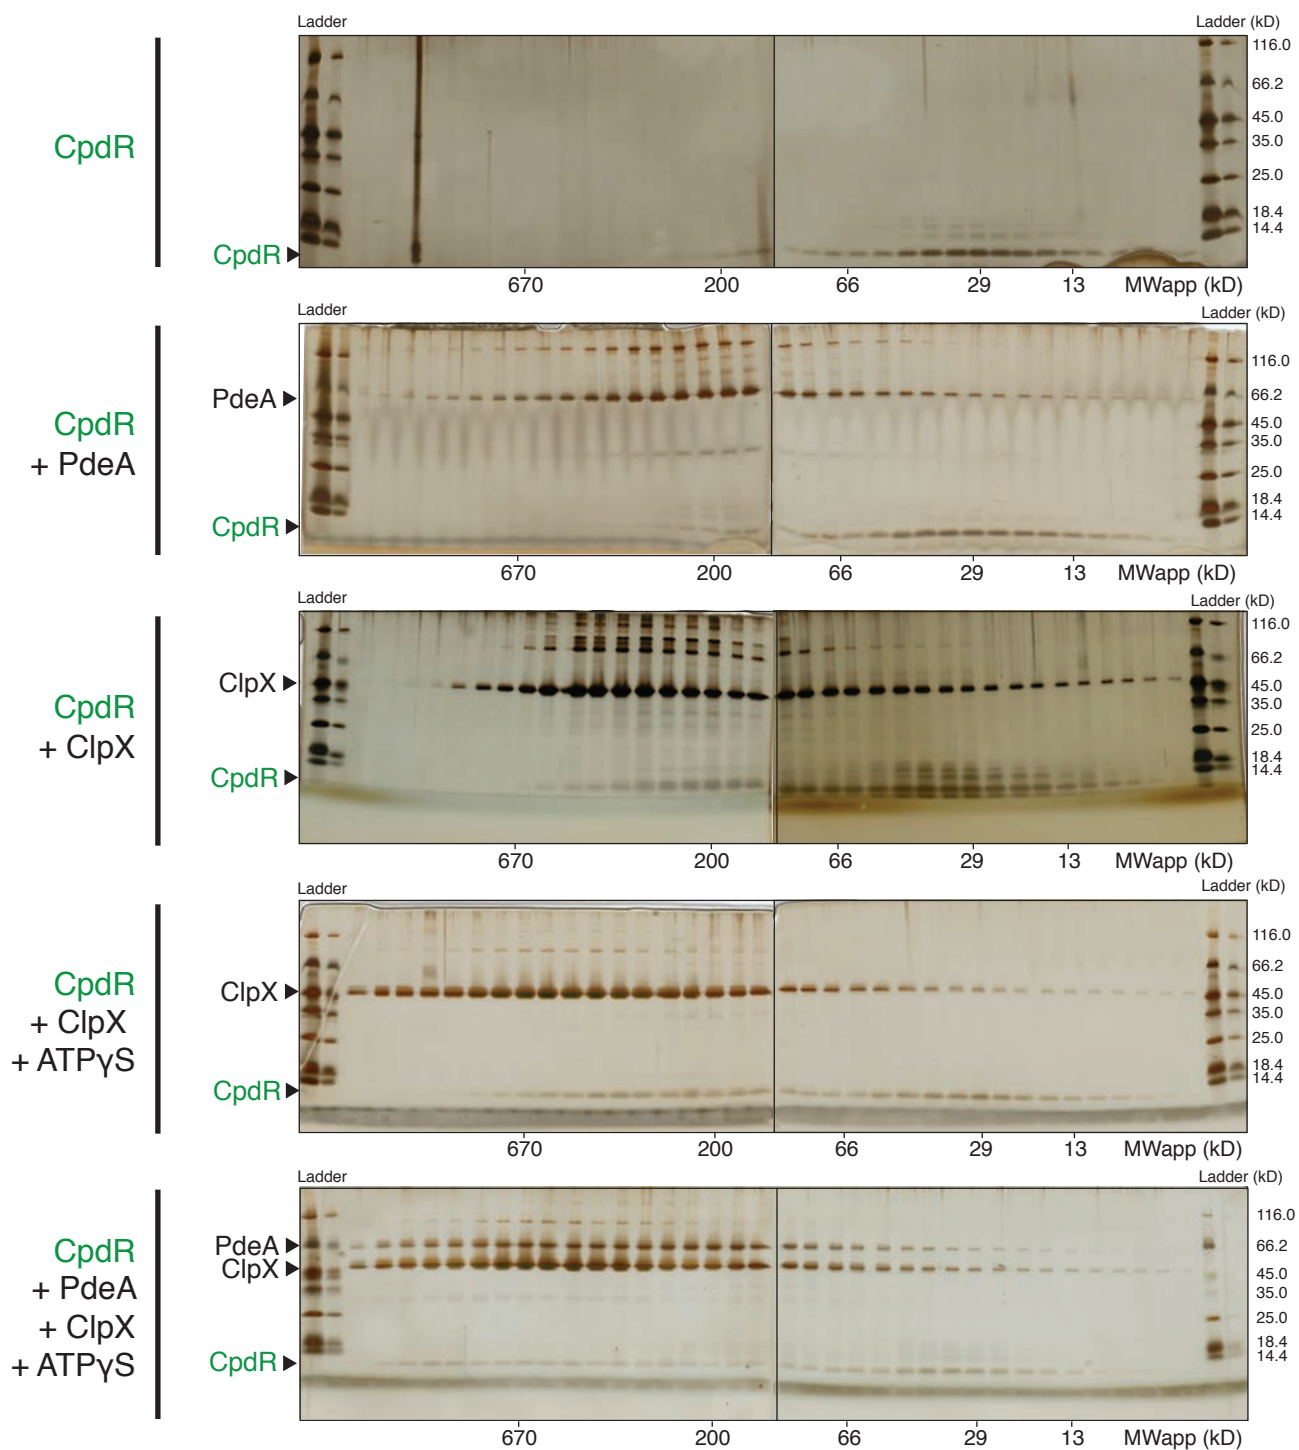 Ladder
Ladder (kD)
116.0
66.2
45.0
35.0
25.0
18.4
14.4
CpdR
CpdR
670
200
66
29
13
MWapp (kD)
Ladder
Ladder (kD)
116.0
66.2
45.0
35.0
25.0
18.4
14.4
CpdR
+ PdeA
PdeA
CpdR
670
200
66
29
13
MWapp (kD)
Ladder
Ladder (kD)
116.0
66.2
45.0
35.0
25.0
18.4
14.4
CpdR
+ ClpX
ClpX
CpdR
670
200
66
29
13
MWapp (kD)
Ladder
Ladder (kD)
116.0
66.2
45.0
35.0
25.0
18.4
14.4
CpdR
+ ClpX
+ ATPγS
ClpX
CpdR
670
200
66
29
13
MWapp (kD)
Ladder
Ladder (kD)
116.0
66.2
45.0
35.0
25.0
18.4
14.4
CpdR
+ PdeA
+ ClpX
+ ATPγS
PdeA
ClpX
CpdR
670
200
66
29
13
MWapp (kD)